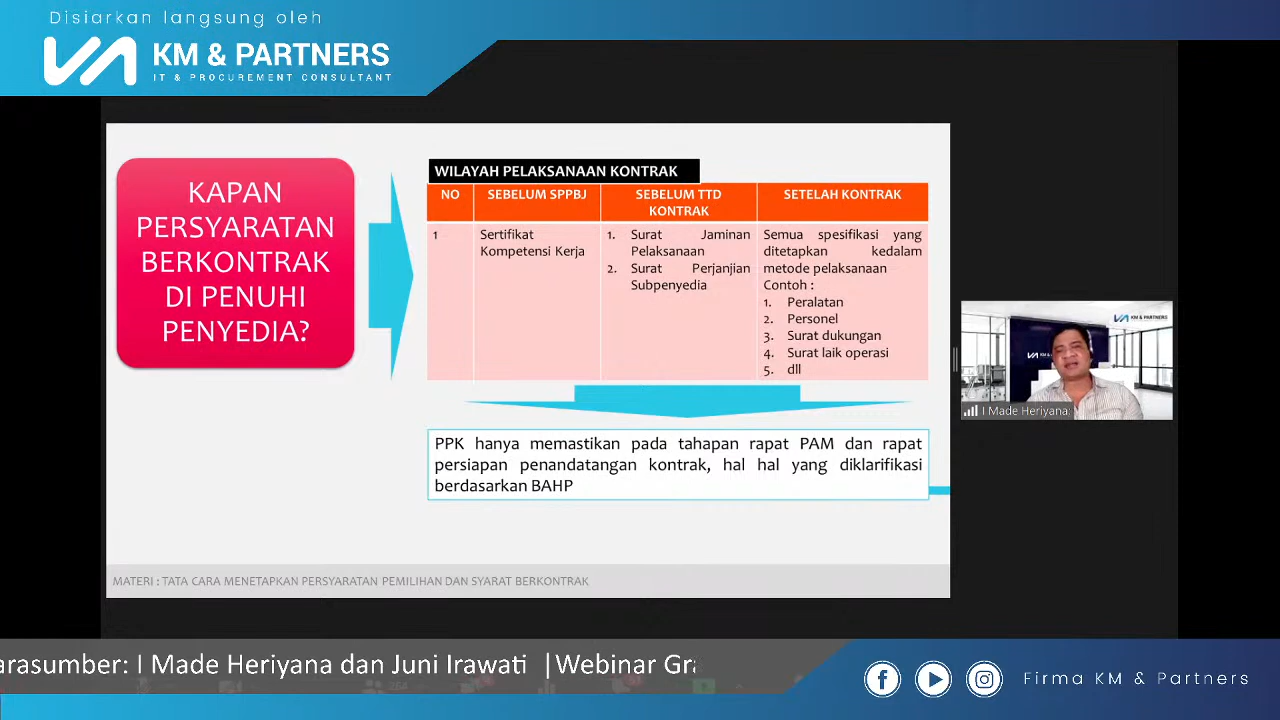 Disiarkan langsung oleh
KM & PARTNERS
IT & PROCUREMENT CONSULTANT
KAPAN
PERSYARATAN
BERKONTRAK
DI PENUHI
PENYEDIA?
WILAYAH PELAKSANAAN KONTRAK
NO
SEBELUM SPPBJ
SEBELUM TTD
KONTRAK
SETELAH KONTRAK
1
Sertifikat
Kompetensi Kerja
1. Surat Jaminan
Pelaksanaan
2. Surat Perjanjian
Subpenyedia
Semua spesifikasi yang
ditetapkan kedalam
metode pelaksanaan
Contoh :
1. Peralatan
2. Personel
3. Surat dukungan
4. Surat laik operasi
5. dll
PPK hanya memastikan pada tahapan rapat PAM dan rapat
persiapan penandatangan kontrak, hal hal yang diklarifikasi
berdasarkan BAHP
MATERI : TATA CARA MENETAPKAN PERSYARATAN PEMILIHAN DAN SYARAT BERKONTRAK
KM & PARTNERS
I Made Heriyana:
arasumber: I Made Heriyana dan Juni Irawati |Webinar Gra
Firma KM & Partners